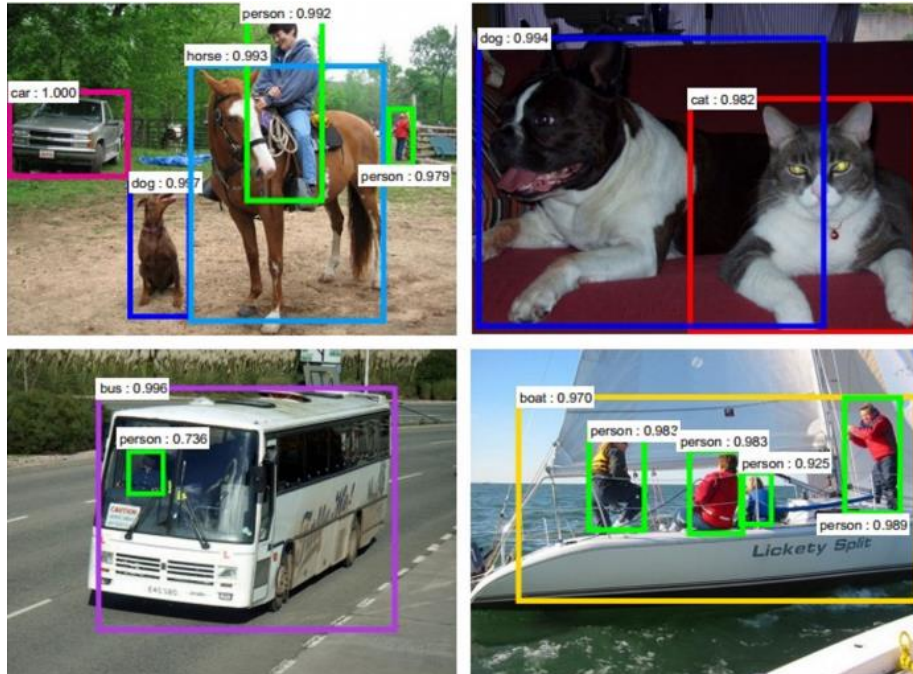 person : 0.992
horse : 0.993
car : 1.000
dog : 0.997
person : 0.979
dog : 0.994
cat : 0.982
bus : 0.996
person : 0.736
CAUTION
boat : 0.970
person : 0.983
person : 0.983
person : 0.925
person : 0.989
Lickety Split